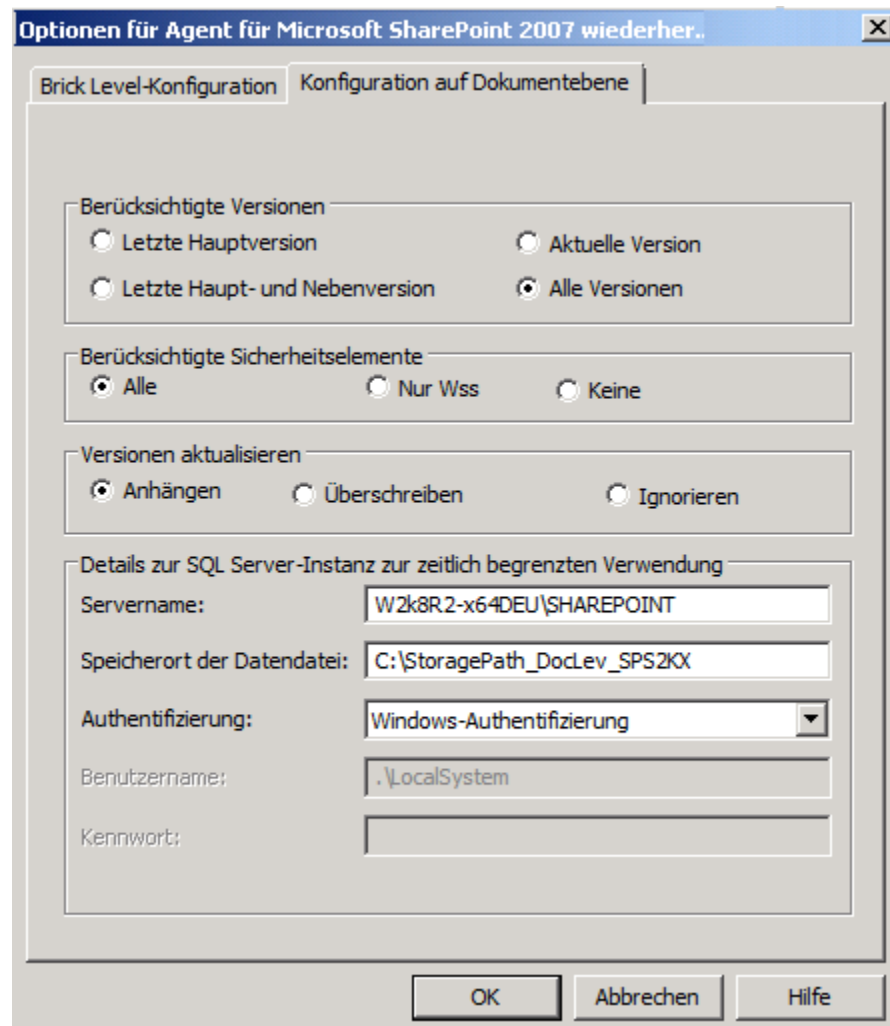 Optionen für Agent für Microsoft SharePoint 2007 wiederher..
Brick Level-Konfiguration Konfiguration auf Dokumentebene
Berücksichtigte Versionen
Letzte Hauptversion Aktuelle Version
Letzte Haupt- und Nebenversion Alle Versionen
Berücksichtigte Sicherheitselemente
Alle Nur Wss Keine
Versionen aktualisieren
Anhängen Überschreiben Ignorieren
Details zur SQL Server-Instanz zur zeitlich begrenzten Verwendung
Servername: W2k8R2-x64DEU\SHAREPOINT
Speicherort der Datendatei: C:\StoragePath_DocLev_SPS2KX
Authentifizierung: Windows-Authentifizierung
Benutzername: .\LocalSystem
Kennwort:
OK Abbrechen Hilfe